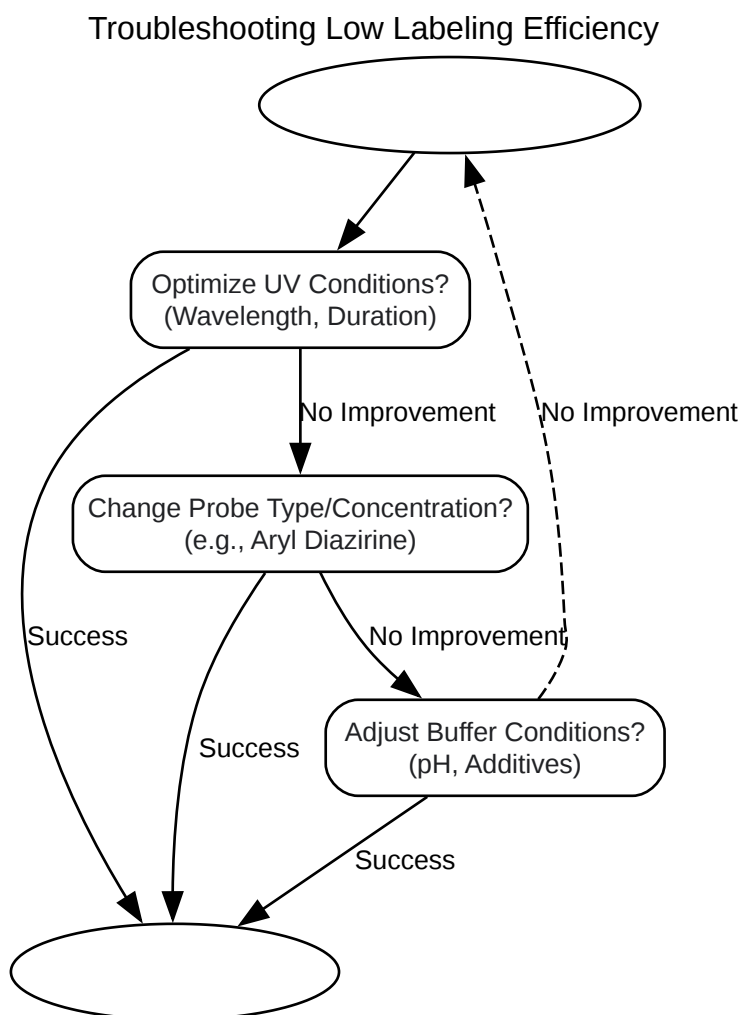 Troubleshooting Low Labeling Efficiency
Optimize UV Conditions?
(Wavelength, Duration)
No Improvement
No Improvement
Change Probe Type/Concentration?
(e.g., Aryl Diazirine)
Success
No Improvement
Adjust Buffer Conditions?
(pH, Additives)
Success
Success